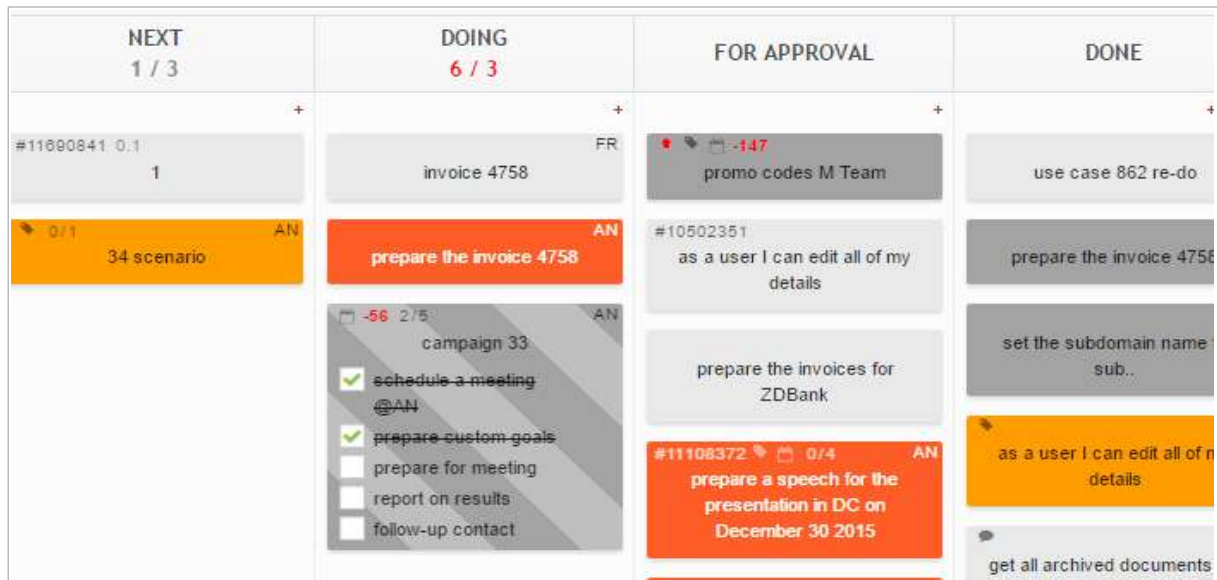 NEXT
1 / 3
DOING
6 / 3
FOR APPROVAL
DONE
+
+
+
+
#11690841 0.1
1
0/1 AN
34 scenario
FR
invoice 4758
AN
prepare the invoice 4758
-56 2/5 AN
campaign 33
schedule a meeting
@AN
prepare custom goals
prepare for meeting
report on results
follow-up contact
-147
promo codes M Team
#10502351
as a user I can edit all of my
details
prepare the invoices for
ZDBank
#11108372 0/4 AN
prepare a speech for the
presentation in DC on
December 30 2015
use case 862 re-do
prepare the invoice 4758
set the subdomain name
sub..
as a user I can edit all of
details
get all archived documents